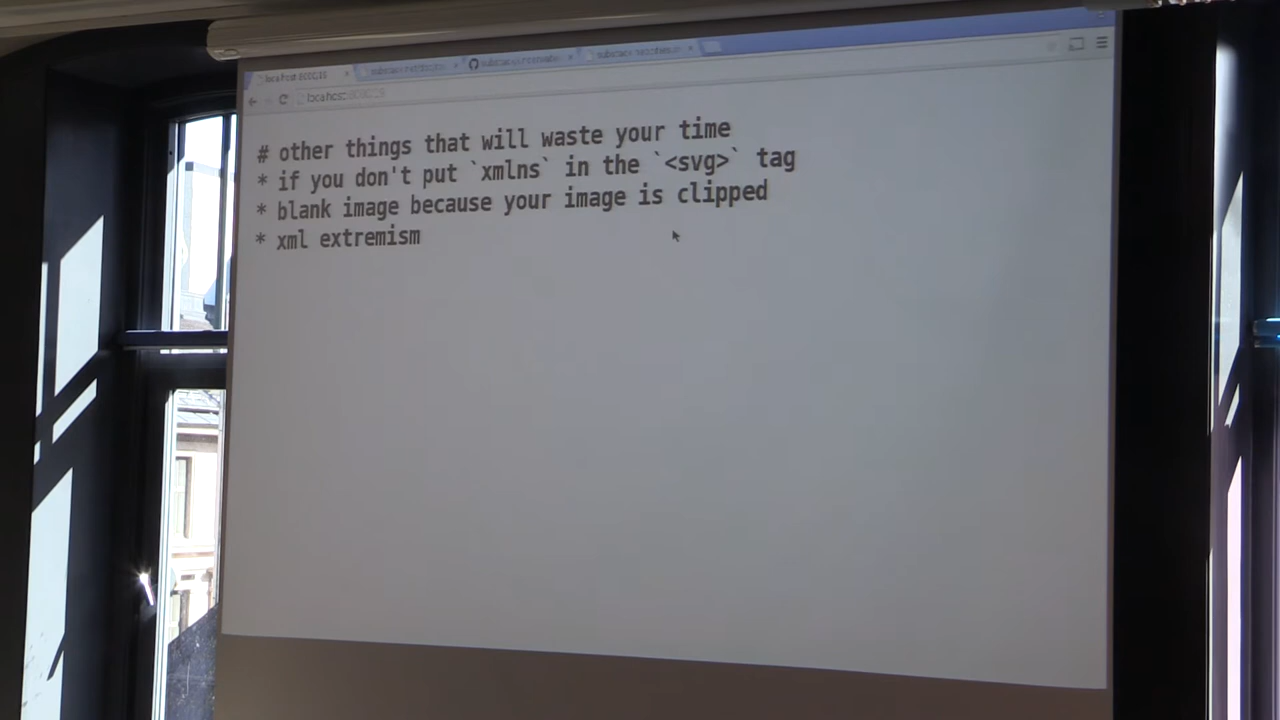 # other things that will waste your time
* if you don't put `xmlns` in the `<svg>` tag
* blank image because your image is clipped
* xml extremism